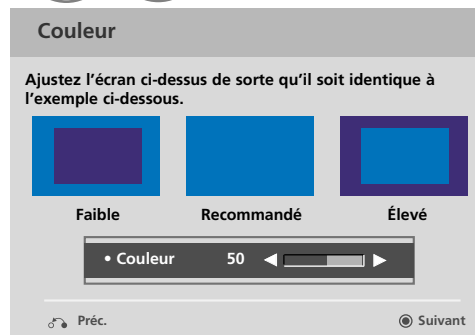 Couleur
Ajustez l'écran ci-dessus de sorte qu'il soit identique à
l'exemple ci-dessous.
Faible Recommandé Élevé
• Couleur 50
Préc. Suivant